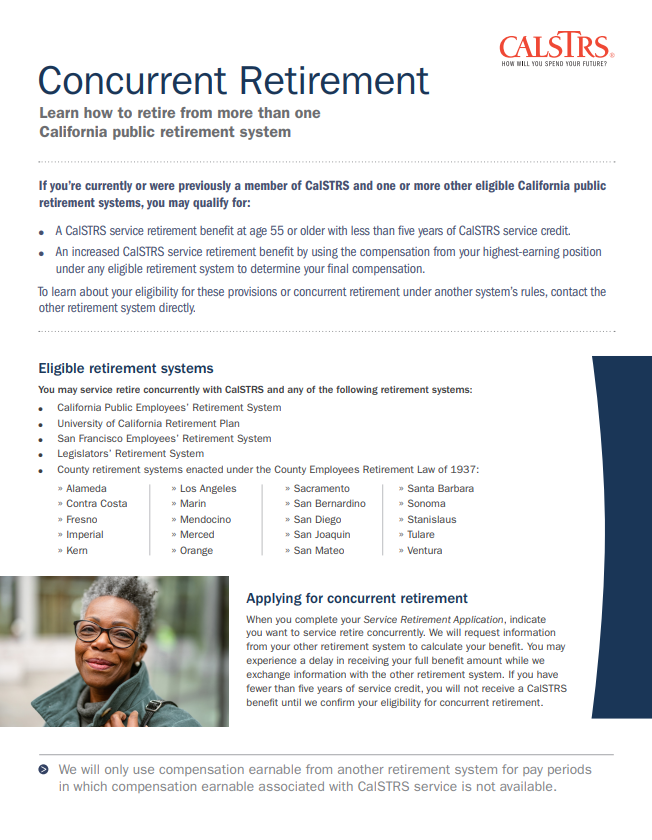 CALSTRS®
HOW WILL YOU SPEND YOUR FUTURE?
Concurrent Retirement
Learn how to retire from more than one
California public retirement system
If you’re currently or were previously a member of CalSTRS and one or more other eligible California public
retirement systems, you may qualify for:
• A CalSTRS service retirement benefit at age 55 or older with less than five years of CalSTRS service credit.
• An increased CalSTRS service retirement benefit by using the compensation from your highest-earning position
under any eligible retirement system to determine your final compensation.
To learn about your eligibility for these provisions or concurrent retirement under another system’s rules, contact the
other retirement system directly.
Eligible retirement systems
You may service retire concurrently with CalSTRS and any of the following retirement systems:
• California Public Employees’ Retirement System
• University of California Retirement Plan
• San Francisco Employees’ Retirement System
• Legislators’ Retirement System
• County retirement systems enacted under the County Employees Retirement Law of 1937:
» Alameda
» Contra Costa
» Fresno
» Imperial
» Kern
» Los Angeles
» Marin
» Mendocino
» Merced
» Orange
» Sacramento
» San Bernardino
» San Diego
» San Joaquin
» San Mateo
» Santa Barbara
» Sonoma
» Stanislaus
» Tulare
» Ventura
Applying for concurrent retirement
When you complete your Service Retirement Application, indicate
you want to service retire concurrently. We will request information
from your other retirement system to calculate your benefit. You may
experience a delay in receiving your full benefit amount while we
exchange information with the other retirement system. If you have
fewer than five years of service credit, you will not receive a CalSTRS
benefit until we confirm your eligibility for concurrent retirement.
We will only use compensation earnable from another retirement system for pay periods
in which compensation earnable associated with CalSTRS service is not available.